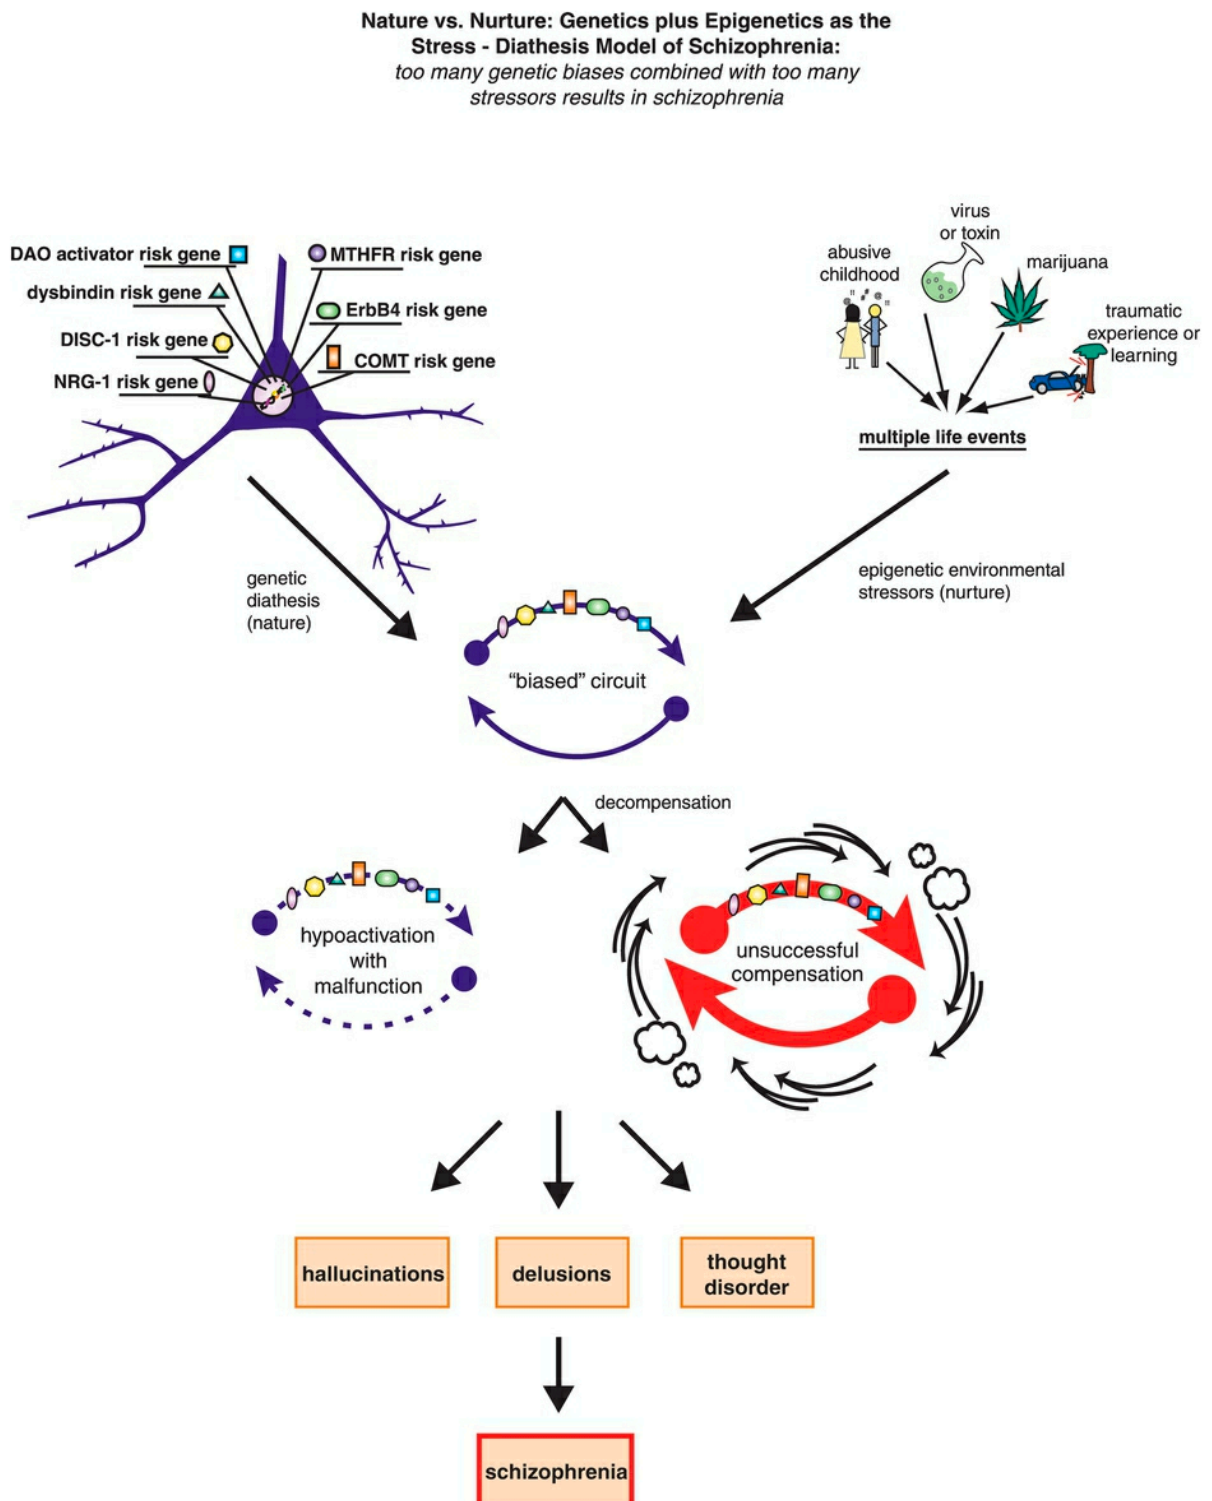 Nature vs. Nurture: Genetics plus Epigenetics as the
Stress - Diathesis Model of Schizophrenia:
too many genetic biases combined with too many
stressors results in schizophrenia
DAO activator risk gene
dysbindin risk gene
DISC-1 risk gene
NRG-1 risk gene
MTHFR risk gene
ErbB4 risk gene
COMT risk gene
abusive
childhood
virus
or toxin
marijuana
traumatic
experience or
learning
multiple life events
genetic
diathesis
(nature)
epigenetic environmental
stressors (nurture)
“biased” circuit
decompensation
hypoactivation
with
malfunction
unsuccessful
compensation
hallucinations
delusions
thought
disorder
schizophrenia